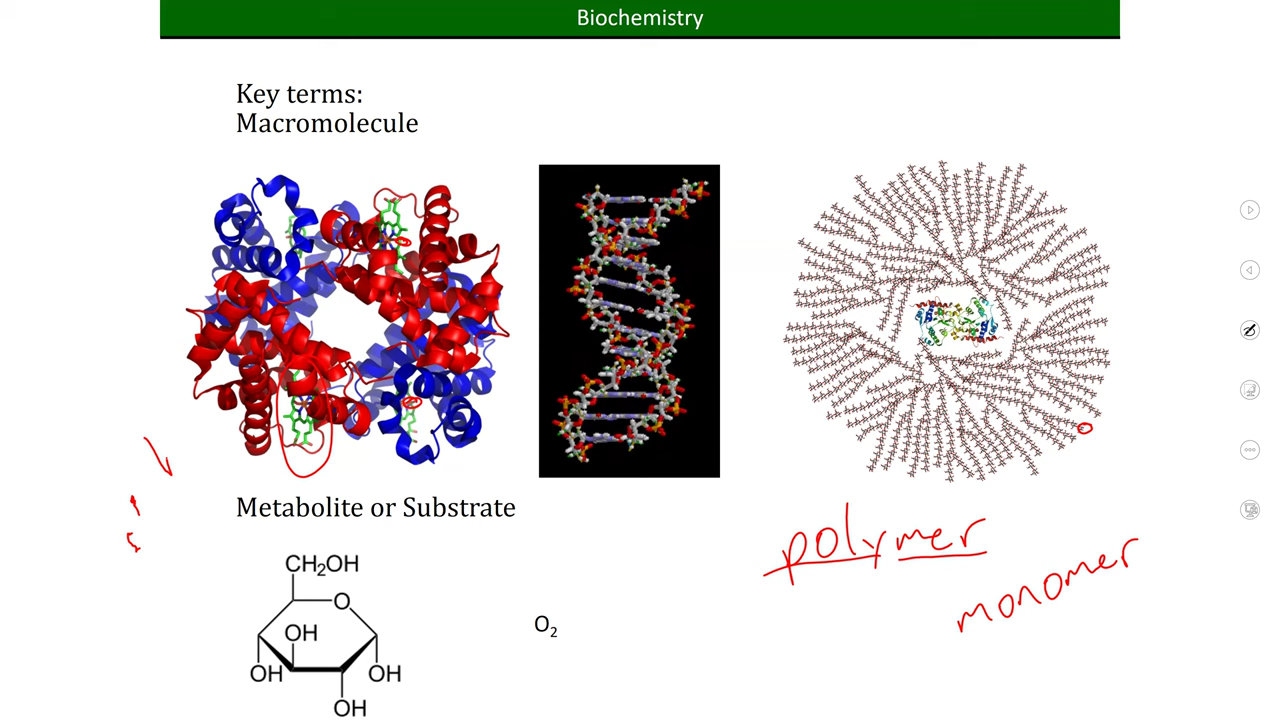 Biochemistry
Key terms:
Macromolecule
Metabolite or Substrate
polymer
monomer
CH₂OH
O
OH
OH
OH
OH
O₂